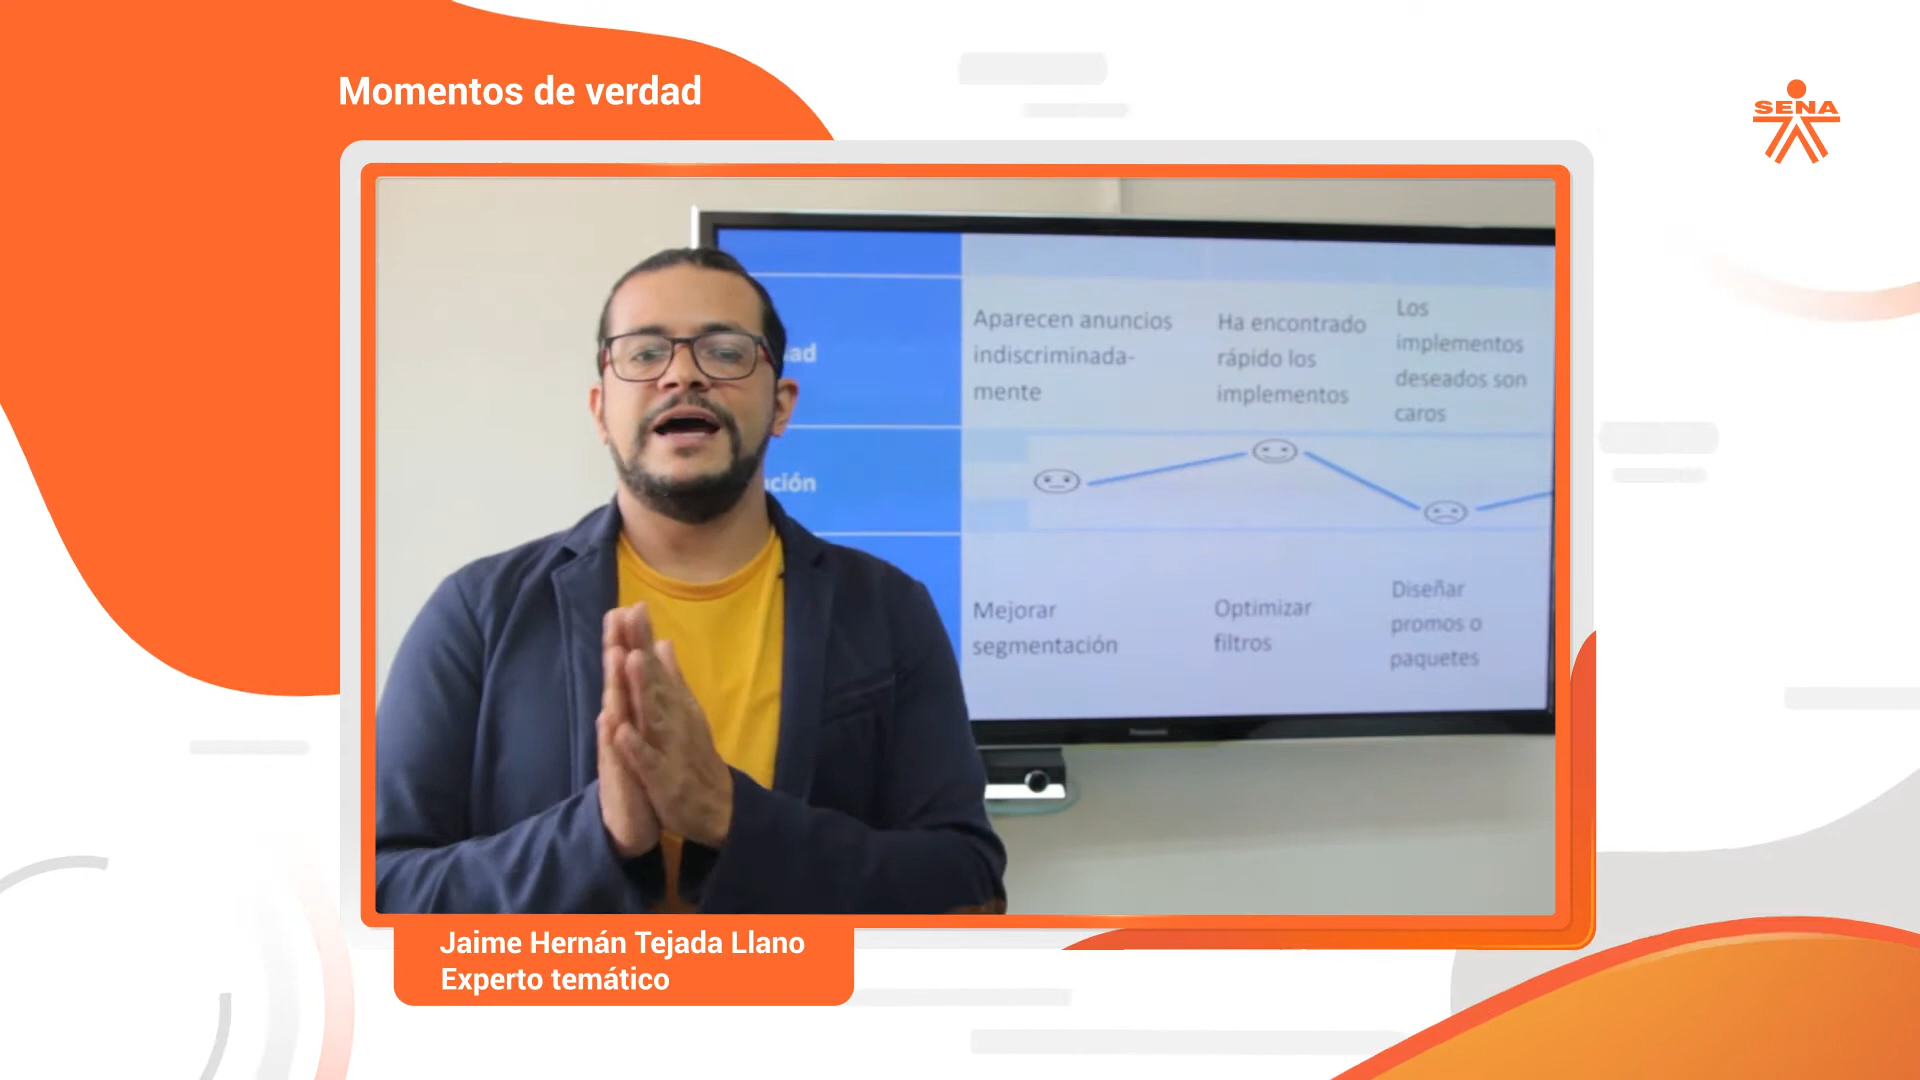 Momentos de verdad
SENA
Aparecen anuncios
indiscriminada-
mente
Ha encontrado
rápido los
implementos
Los
implementos
deseados son
caros
Mejorar
segmentación
Optimizar
filtros
Diseñar
promos o
paquetes
Panasonic
Jaime Hernán Tejada Llano
Experto temático